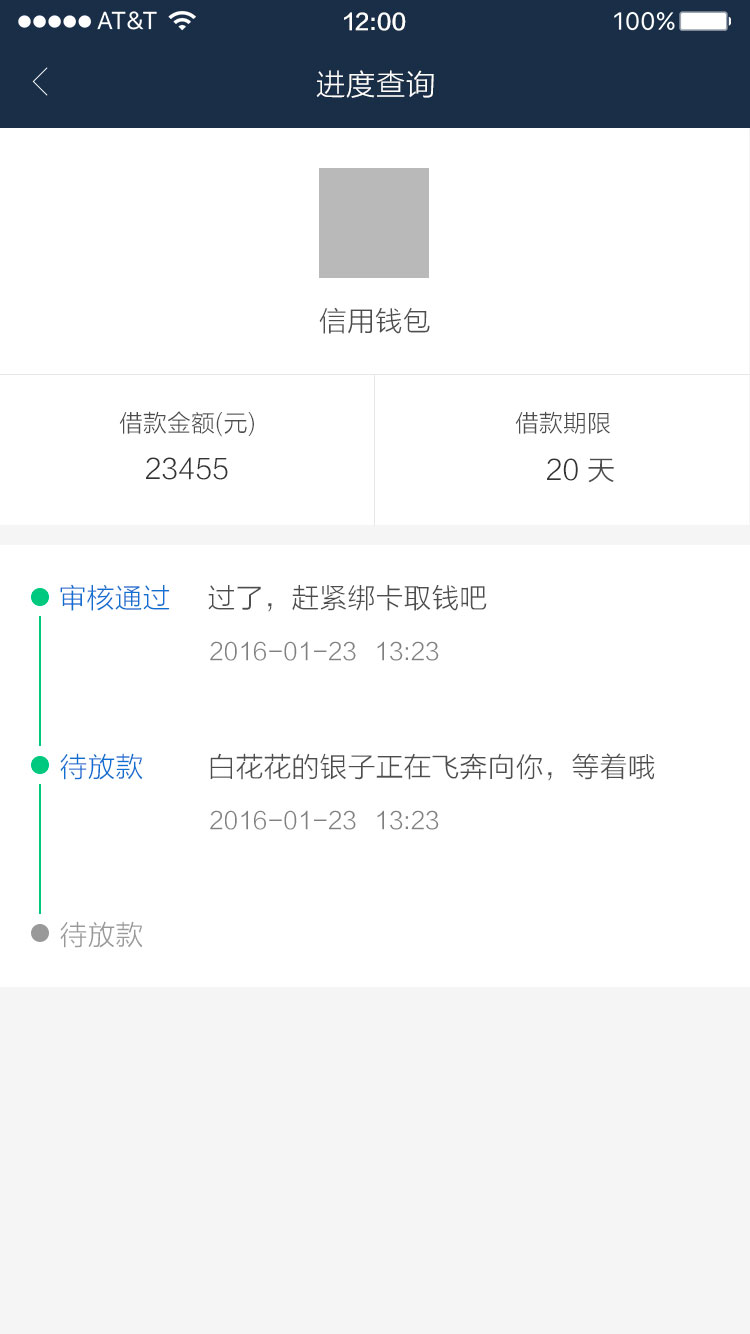 AT&T 12:00 100%
进度查询
信用钱包
借款金额(元) 借款期限
23455 20 天
审核通过 过了，赶紧绑卡取钱吧
2016-01-23 13:23
待放款 白花花的银子正在飞奔向你，等着哦
2016-01-23 13:23
待放款